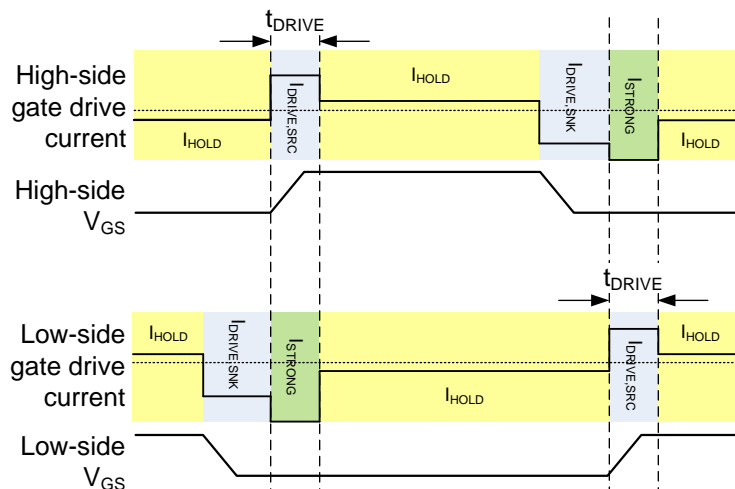 tDRIVE
High-side
gate drive
current
IHOLD
IDRIVE,SRC
IHOLD
IDRIVE,SNK
ISTRONG
IHOLD
High-side
VGS
tDRIVE
Low-side
gate drive
current
IHOLD
IDRIVE,SNK
ISTRONG
IHOLD
IDRIVE,SRC
IHOLD
Low-side
VGS